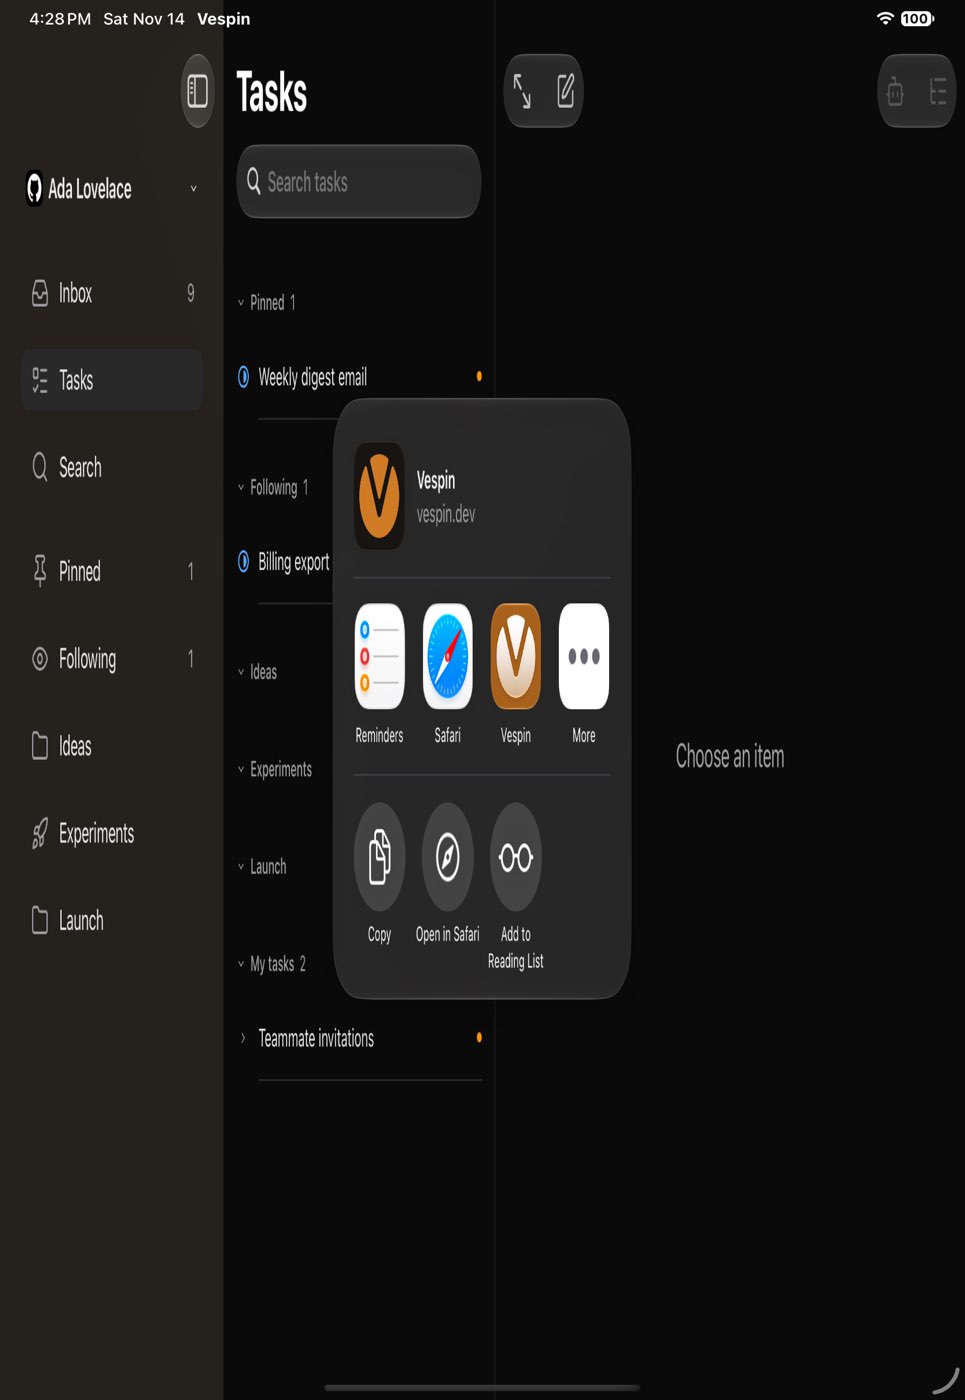 4:28 PM Sat Nov 14 Vespin
100
Ada Lovelace
Inbox 9
Tasks
Search
Pinned 1
Following 1
Ideas
Experiments
Launch
Tasks
Search tasks
Pinned 1
Weekly digest email
Following 1
Billing export
Ideas
Experiments
Launch
My tasks 2
Teammate invitations
Vespin
vespin.dev
Reminders
Safari
Vespin
More
Copy
Open in Safari
Add to
Reading List
Choose an item